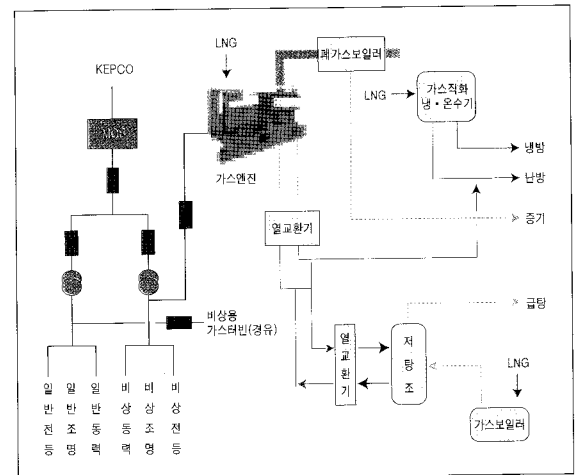 LNG
폐가스보일러
KEPCO
LNG
가스직화
냉・온수기
냉방
난방
가스엔진
증기
열교환기
급탕
비상용
가스터빈(경유)
열교환기
저탕조
LNG
가스보일러
일반전등
일반조명
일반동력
비상동력
비상조명
비상전등